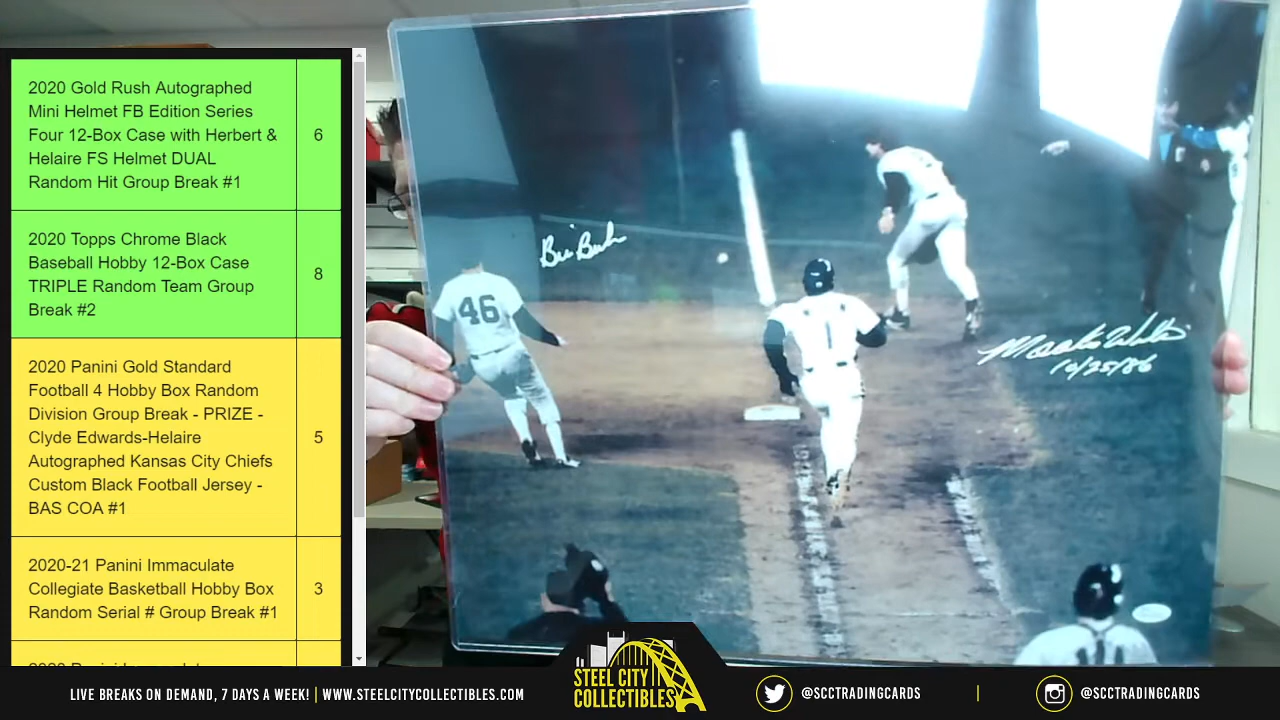 2020 Gold Rush Autographed
Mini Helmet FB Edition Series
Four 12-Box Case with Herbert &
Helaire FS Helmet DUAL
Random Hit Group Break #1
6
2020 Topps Chrome Black
Baseball Hobby 12-Box Case
TRIPLE Random Team Group
Break #2
8
2020 Panini Gold Standard
Football 4 Hobby Box Random
Division Group Break - PRIZE -
Clyde Edwards-Helaire
Autographed Kansas City Chiefs
Custom Black Football Jersey -
BAS COA #1
5
2020-21 Panini Immaculate
Collegiate Basketball Hobby Box
Random Serial # Group Break #1
3
46
1
10/25/86
STEEL CITY
COLLECTIBLES
LIVE BREAKS ON DEMAND, 7 DAYS A WEEK! | WWW.STEELCITYCOLLECTIBLES.COM
@SCCTRADINGCARDS | @SCCTRADINGCARDS